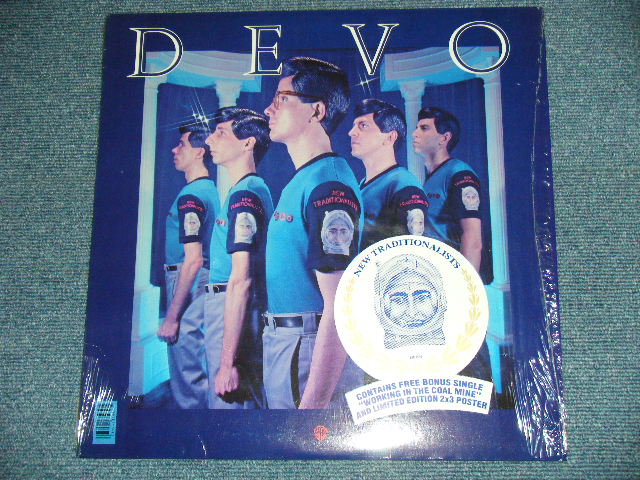 DEVO
NEW
TRADITIONALISTS
NEW TRADITIONALISTS
CONTAINS FREE BONUS SINGLE
"WORKING IN THE COAL MINE"
AND LIMITED EDITION 2x3 POSTER